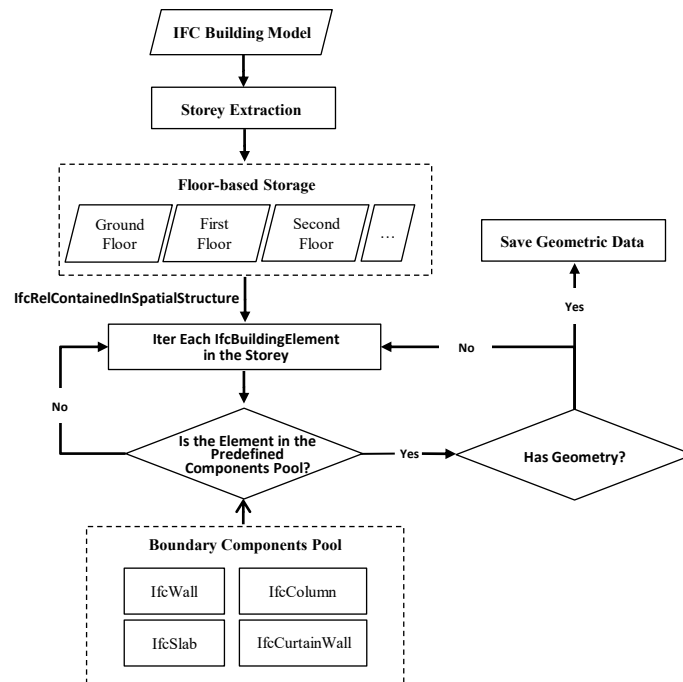 IFC Building Model
Storey Extraction
Floor-based Storage
Ground
Floor
First
Floor
Second
Floor
...
Save Geometric Data
IfcRelContainedInSpatialStructure
Yes
Iter Each IfcBuildingElement
in the Storey
No
No
Is the Element in the
Predefined
Components Pool?
Yes
Has Geometry?
Boundary Components Pool
IfcWall
IfcColumn
IfcSlab
IfcCurtainWall